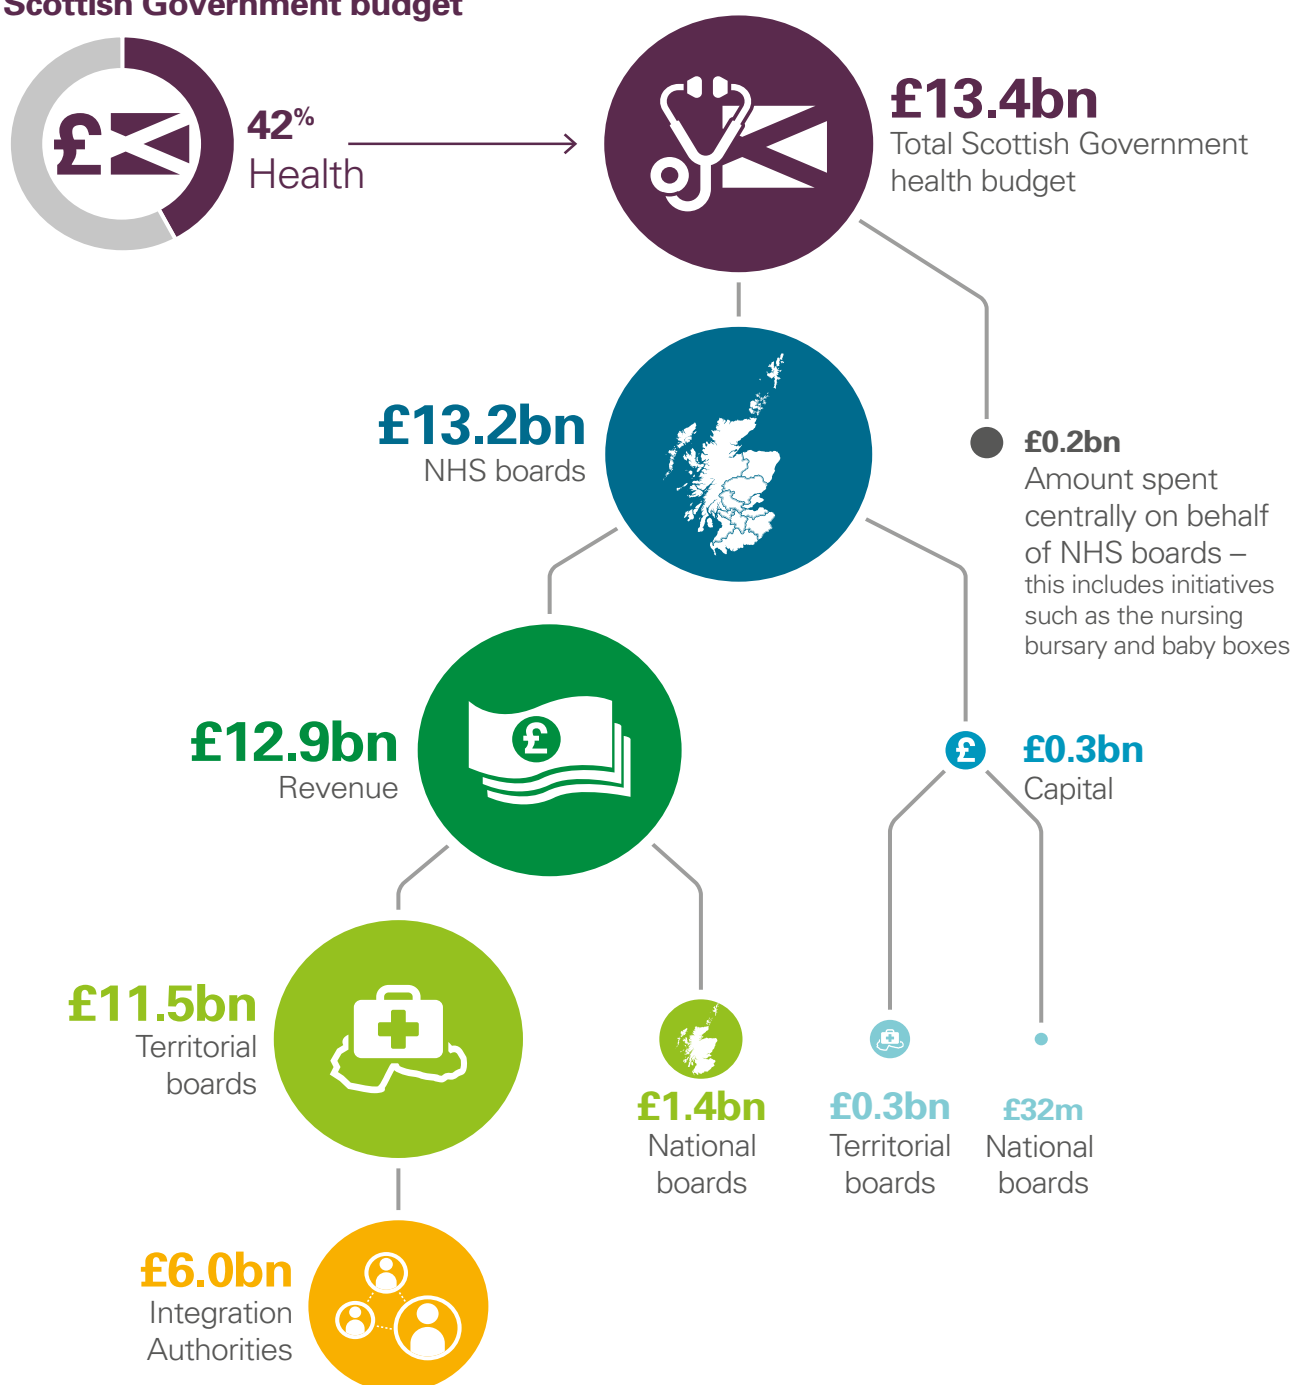 Scottish Government budget
£
42%
Health
£13.4bn
Total Scottish Government
health budget
£13.2bn
NHS boards
£0.2bn
Amount spent
centrally on behalf
of NHS boards –
this includes initiatives
such as the nursing
bursary and baby boxes
£12.9bn
Revenue
£
£
£0.3bn
Capital
£11.5bn
Territorial
boards
£1.4bn
National
boards
£0.3bn
Territorial
boards
£32m
National
boards
£6.0bn
Integration
Authorities